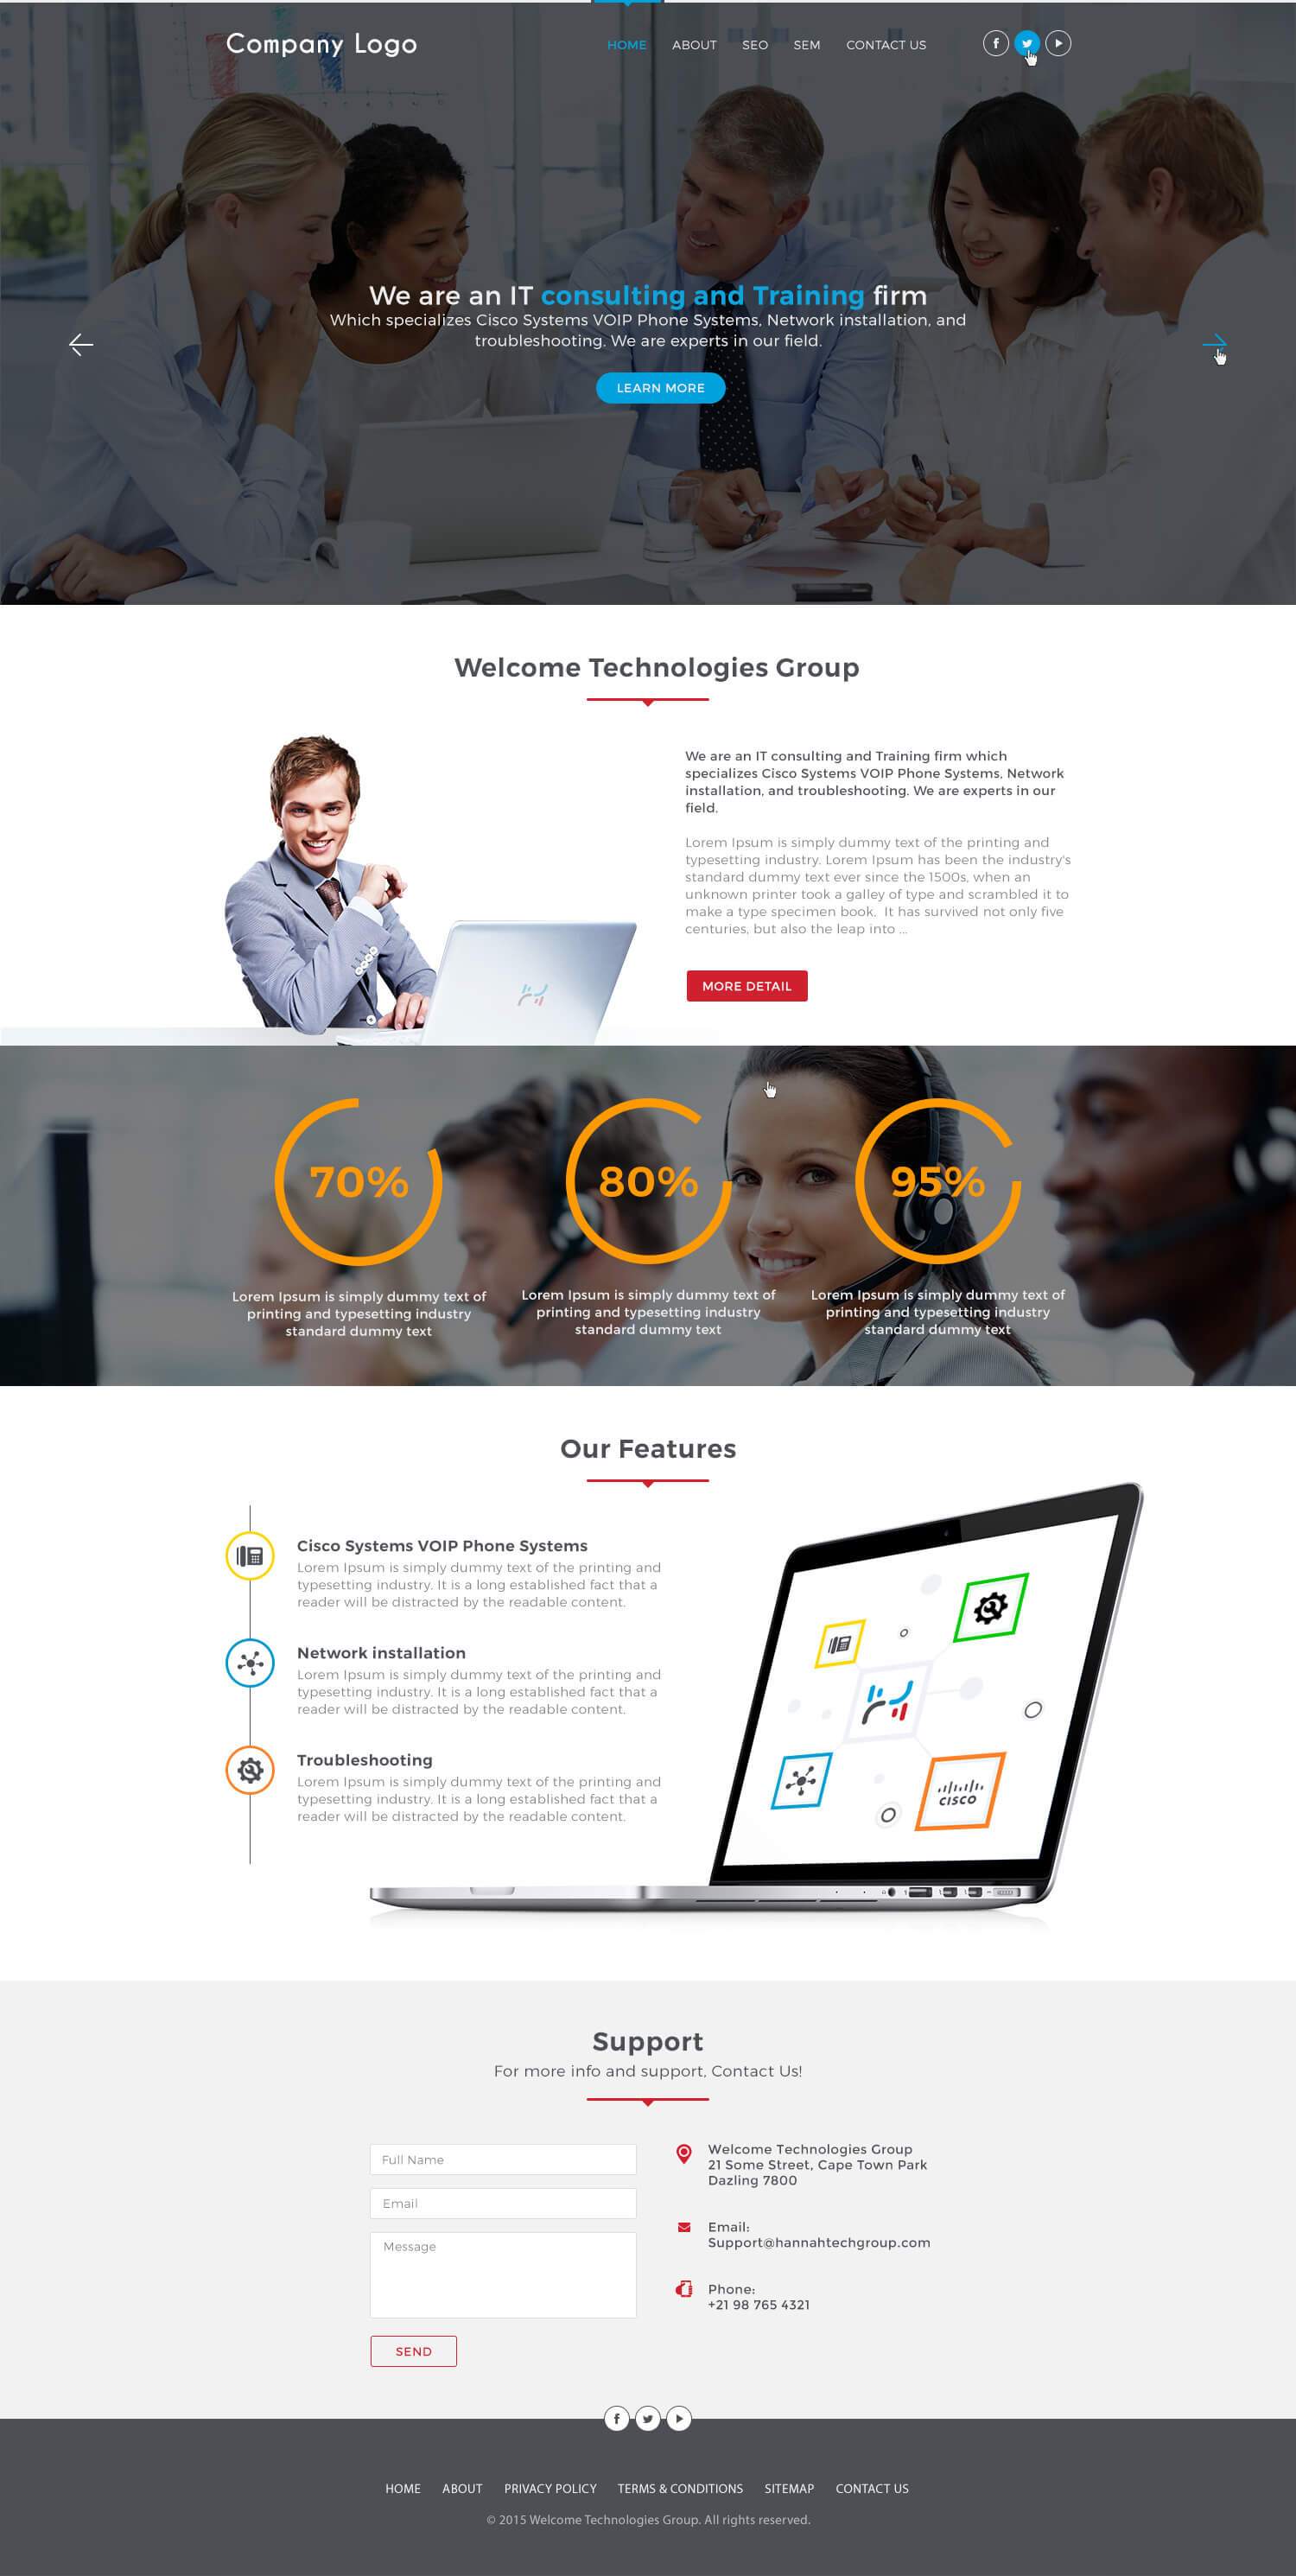 Company Logo
HOME ABOUT SEO SEM CONTACT US
We are an IT consulting and Training firm
Which specializes Cisco Systems VOIP Phone Systems, Network installation, and
troubleshooting. We are experts in our field.
LEARN MORE
Welcome Technologies Group
We are an IT consulting and Training firm which
specializes Cisco Systems VOIP Phone Systems, Network
installation, and troubleshooting. We are experts in our
field.
Lorem Ipsum is simply dummy text of the printing and
typesetting industry. Lorem Ipsum has been the industry's
standard dummy text ever since the 1500s, when an
unknown printer took a galley of type and scrambled it to
make a type specimen book. It has survived not only five
centuries, but also the leap into ...
MORE DETAIL
70%
Lorem Ipsum is simply dummy text of
printing and typesetting industry
standard dummy text
80%
Lorem Ipsum is simply dummy text of
printing and typesetting industry
standard dummy text
95%
Lorem Ipsum is simply dummy text of
printing and typesetting industry
standard dummy text
Our Features
Cisco Systems VOIP Phone Systems
Lorem Ipsum is simply dummy text of the printing and
typesetting industry. It is a long established fact that a
reader will be distracted by the readable content.
Network installation
Lorem Ipsum is simply dummy text of the printing and
typesetting industry. It is a long established fact that a
reader will be distracted by the readable content.
Troubleshooting
Lorem Ipsum is simply dummy text of the printing and
typesetting industry. It is a long established fact that a
reader will be distracted by the readable content.
CISCO
Support
For more info and support, Contact Us!
Full Name
Email
Message
SEND
Welcome Technologies Group
21 Some Street, Cape Town Park
Dazling 7800
Email:
Support@hannahtechgroup.com
Phone:
+21 98 765 4321
HOME ABOUT PRIVACY POLICY TERMS & CONDITIONS SITEMAP CONTACT US
© 2015 Welcome Technologies Group. All rights reserved.